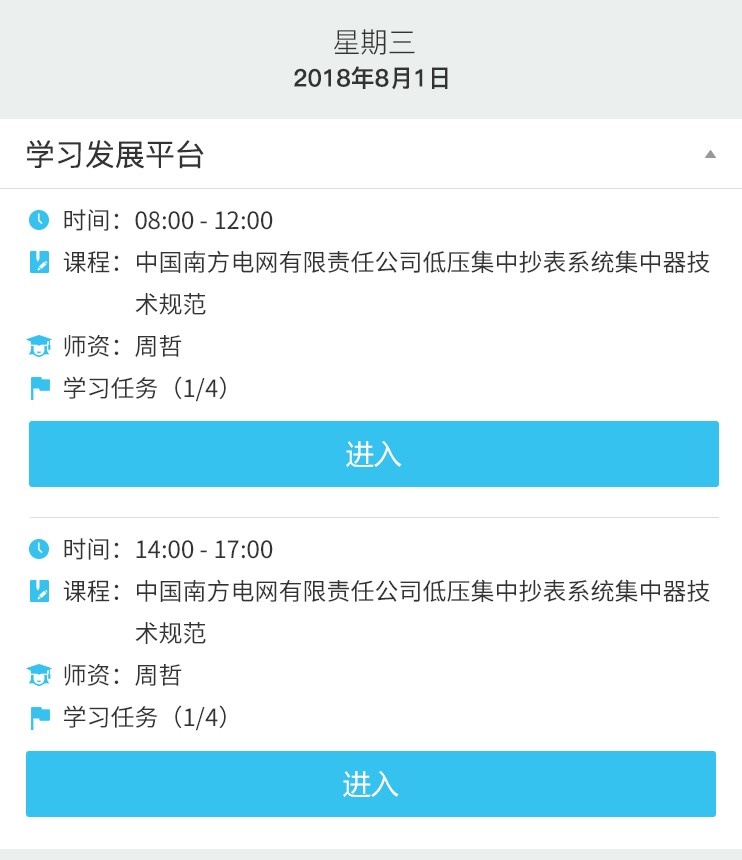 星期三
2018年8月1日
学习发展平台
时间：08:00 - 12:00
课程：中国南方电网有限责任公司低压集中抄表系统集中器技
术规范
师资：周哲
学习任务（1/4）
进入
时间：14:00 - 17:00
课程：中国南方电网有限责任公司低压集中抄表系统集中器技
术规范
师资：周哲
学习任务（1/4）
进入